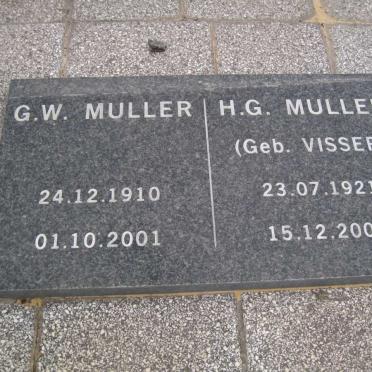 G.W. MULLER
24.12.1910
01.10.2001
H.G. MULLE
(Geb. VISSE
23.07.192
15.12.200